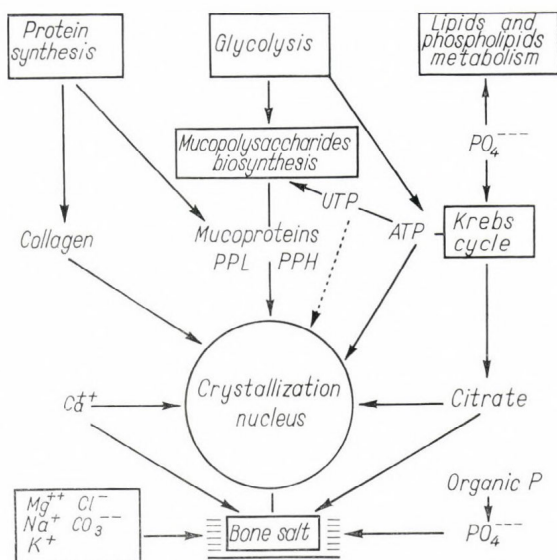 Protein
synthesis
Glycolysis
Lipids and
phospholipids
metabolism
Mucopolysaccharides
biosynthesis
PO₄⁻⁻⁻
UTP
ATP
Krebs
cycle
Collagen
Mucoproteins
PPL PPH
Crystallization
nucleus
Ca⁺⁺
Citrate
Organic P
PO₄⁻⁻
Mg⁺⁺ Cl⁻
Na⁺ CO₃⁻⁻
K⁺
Bone salt